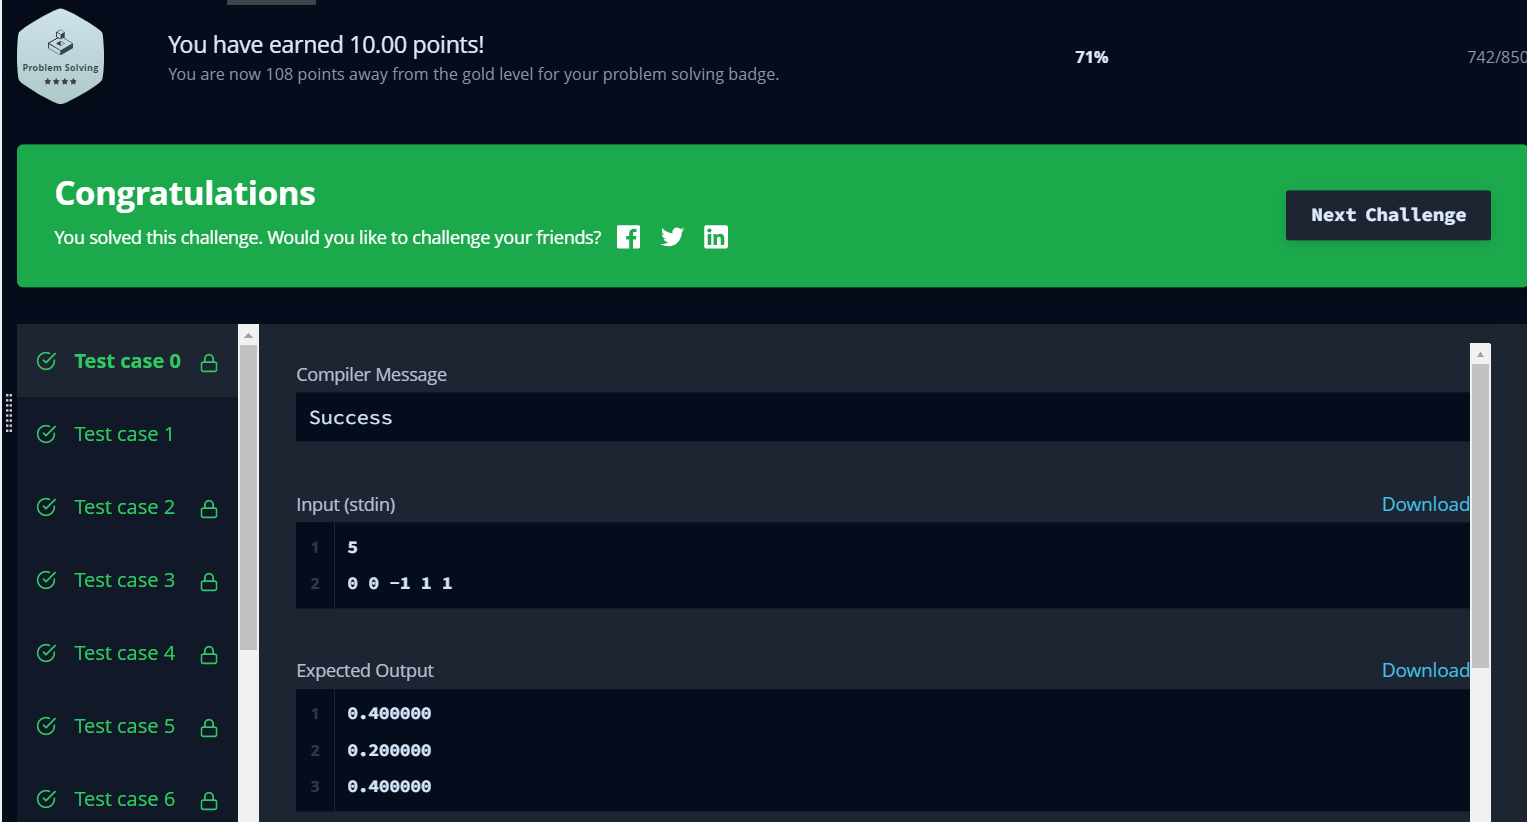 Problem Solving
You have earned 10.00 points!
You are now 108 points away from the gold level for your problem solving badge.
71%
742/850
Congratulations
You solved this challenge. Would you like to challenge your friends?
Next Challenge
Test case 0
Test case 1
Test case 2
Test case 3
Test case 4
Test case 5
Test case 6
Compiler Message
Success
Input (stdin)
Download
1 5
2 0 0 -1 1 1
Expected Output
Download
1 0.400000
2 0.200000
3 0.400000